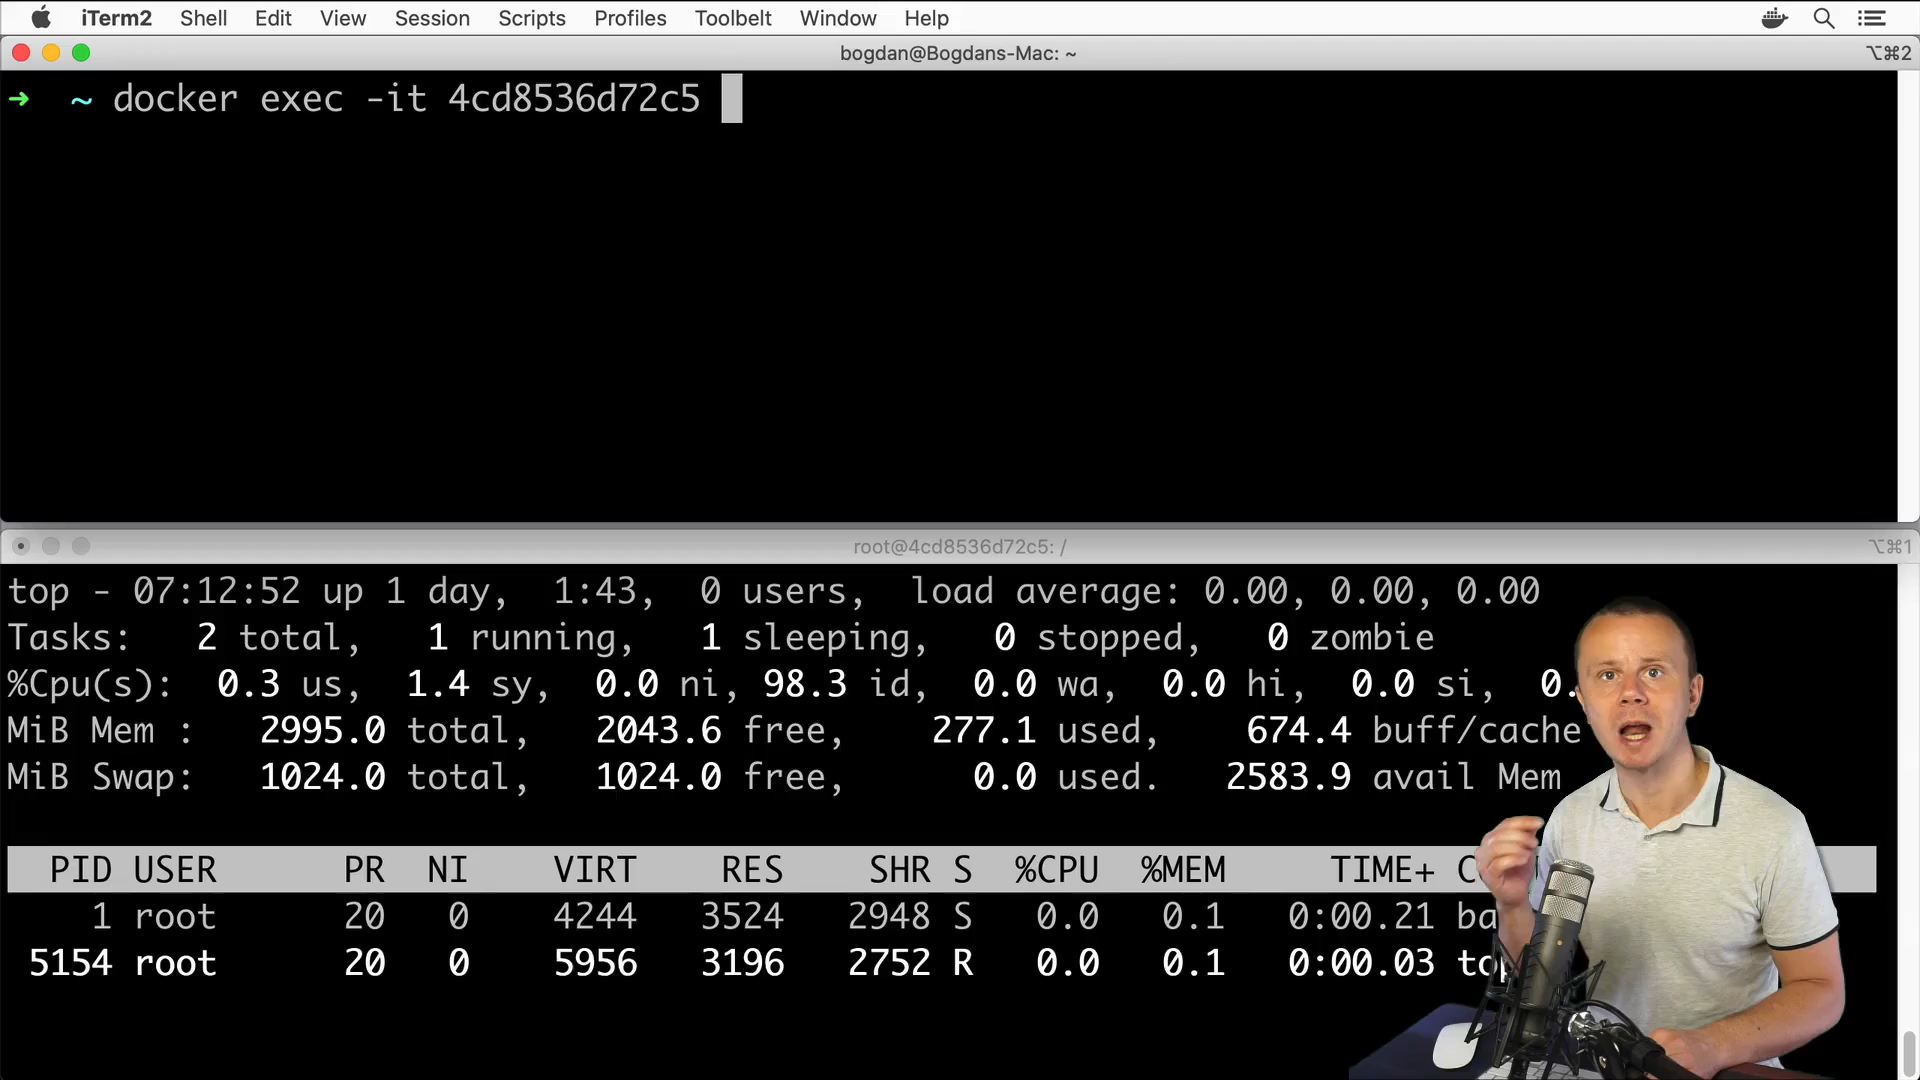 iTerm2 Shell Edit View Session Scripts Profiles Toolbelt Window Help
bogdan@Bogdans-Mac: ~ ⌥⌘2
➜ ~ docker exec -it 4cd8536d72c5
root@4cd8536d72c5: / ⌥⌘1
top - 07:12:52 up 1 day, 1:43, 0 users, load average: 0.00, 0.00, 0.00
Tasks: 2 total, 1 running, 1 sleeping, 0 stopped, 0 zombie
%Cpu(s): 0.3 us, 1.4 sy, 0.0 ni, 98.3 id, 0.0 wa, 0.0 hi, 0.0 si, 0.
MiB Mem : 2995.0 total, 2043.6 free, 277.1 used, 674.4 buff/cache
MiB Swap: 1024.0 total, 1024.0 free, 0.0 used. 2583.9 avail Mem
PID USER PR NI VIRT RES SHR S %CPU %MEM TIME+
1 root 20 0 4244 3524 2948 S 0.0 0.1 0:00.21 ba
5154 root 20 0 5956 3196 2752 R 0.0 0.1 0:00.03 top